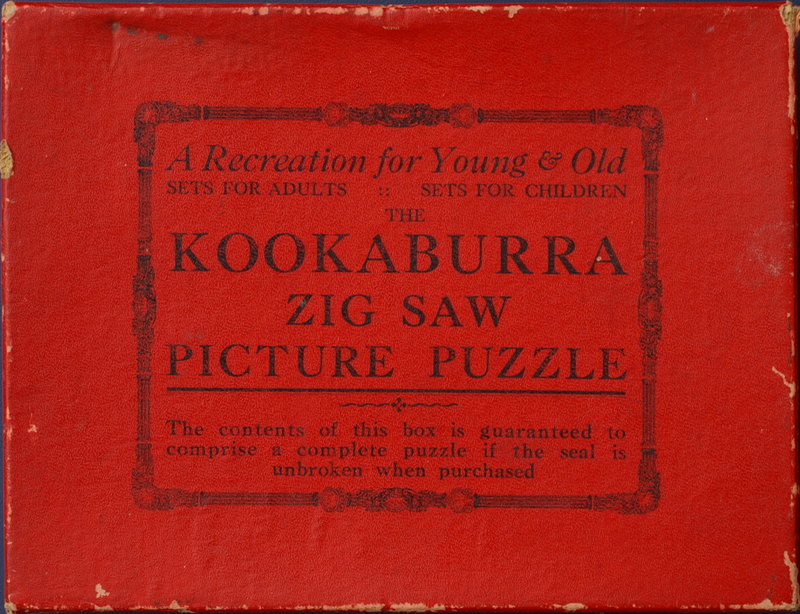 A Recreation for Young & Old
SETS FOR ADULTS :: SETS FOR CHILDREN
THE
KOOKABURRA
ZIG SAW
PICTURE PUZZLE
The contents of this box is guaranteed to
comprise a complete puzzle if the seal is
unbroken when purchased